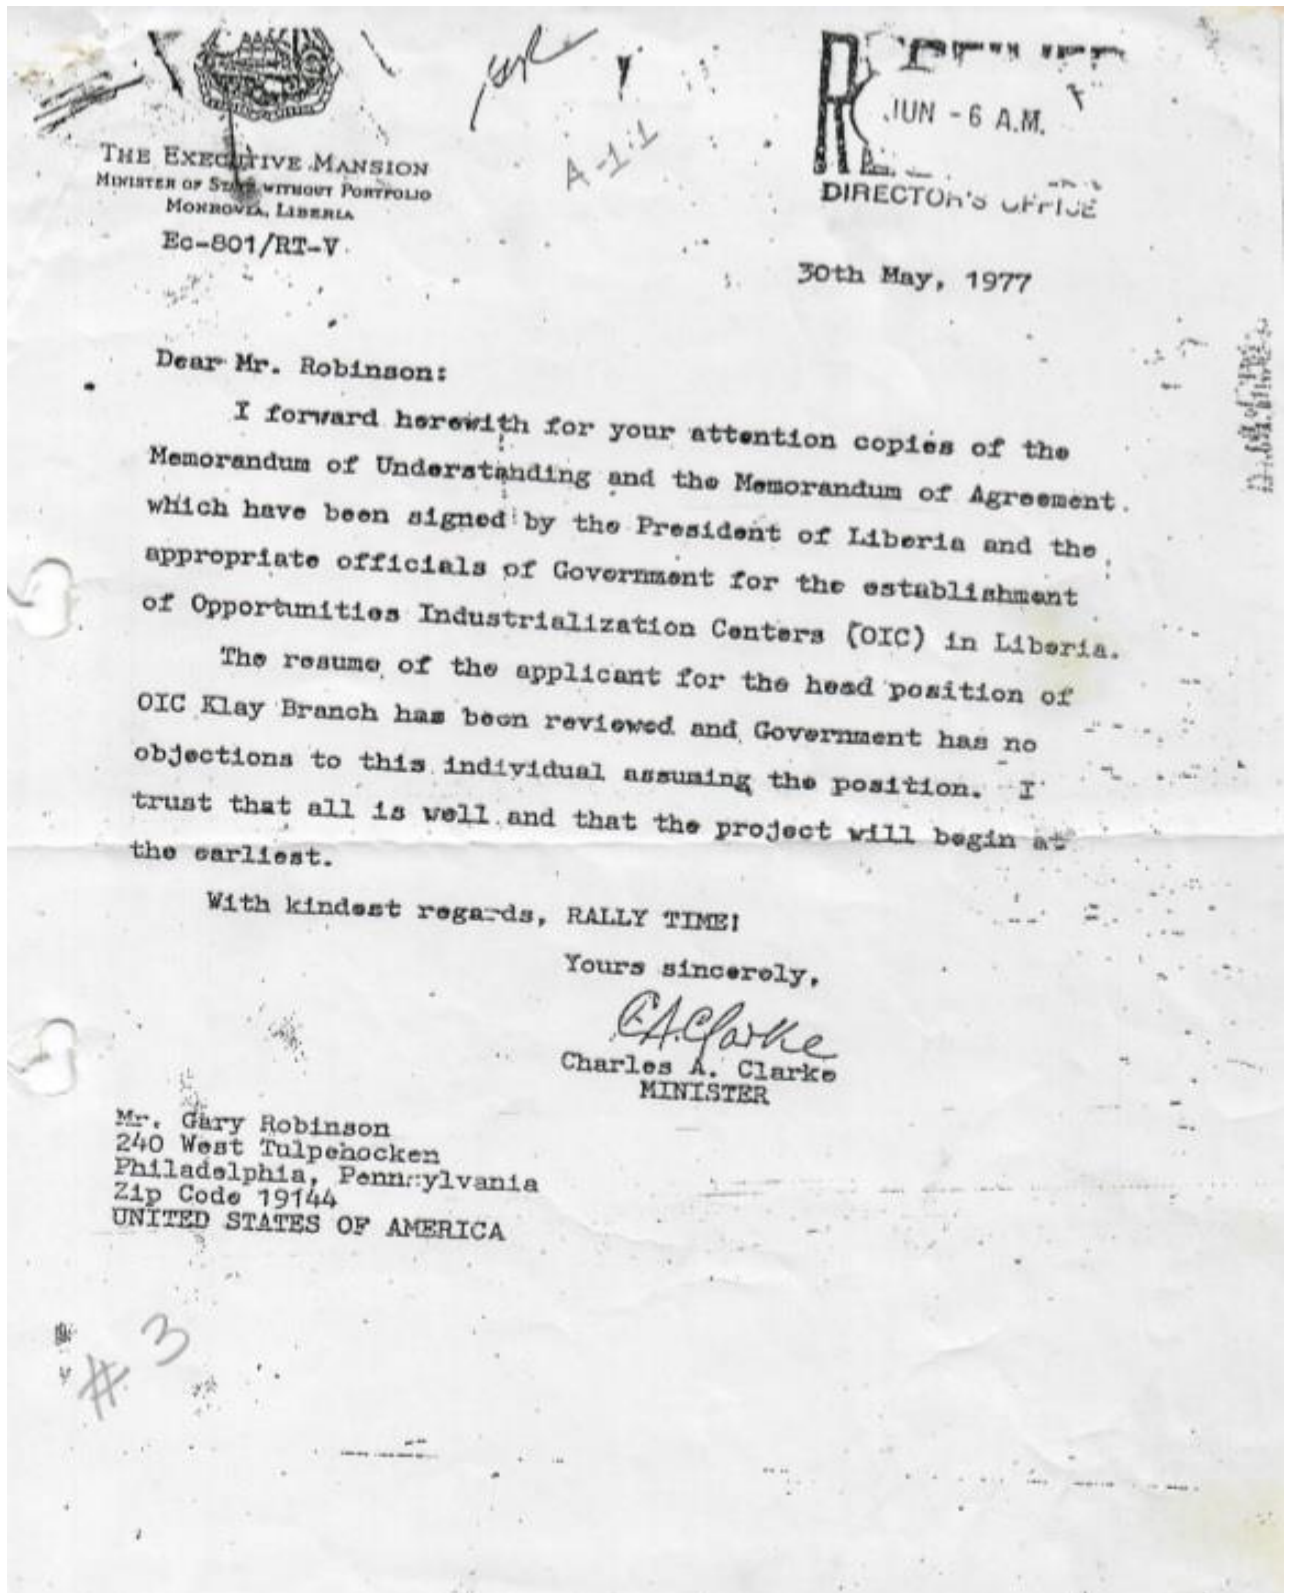 THE EXECUTIVE MANSION
MINISTER OF STATE WITHOUT PORTFOLIO
MONROVIA, LIBERIA
Ec-801/RT-V
A-1:1
RECEIVED
JUN - 6 A.M.
DIRECTOR'S OFFICE
30th May, 1977
Dear Mr. Robinson:
I forward herewith for your attention copies of the
Memorandum of Understanding and the Memorandum of Agreement.
which have been signed by the President of Liberia and the
appropriate officials of Government for the establishment
of Opportunities Industrialization Centers (OIC) in Liberia.
The resume of the applicant for the head position of
OIC Klay Branch has been reviewed and Government has no
objections to this individual assuming the position. I
trust that all is well and that the project will begin at
the earliest.
With kindest regards, RALLY TIME!
Yours sincerely,
C.A.Clarke
Charles A. Clarke
MINISTER
Mr. Gary Robinson
240 West Tulpehocken
Philadelphia, Pennsylvania
Zip Code 19144
UNITED STATES OF AMERICA
# 3